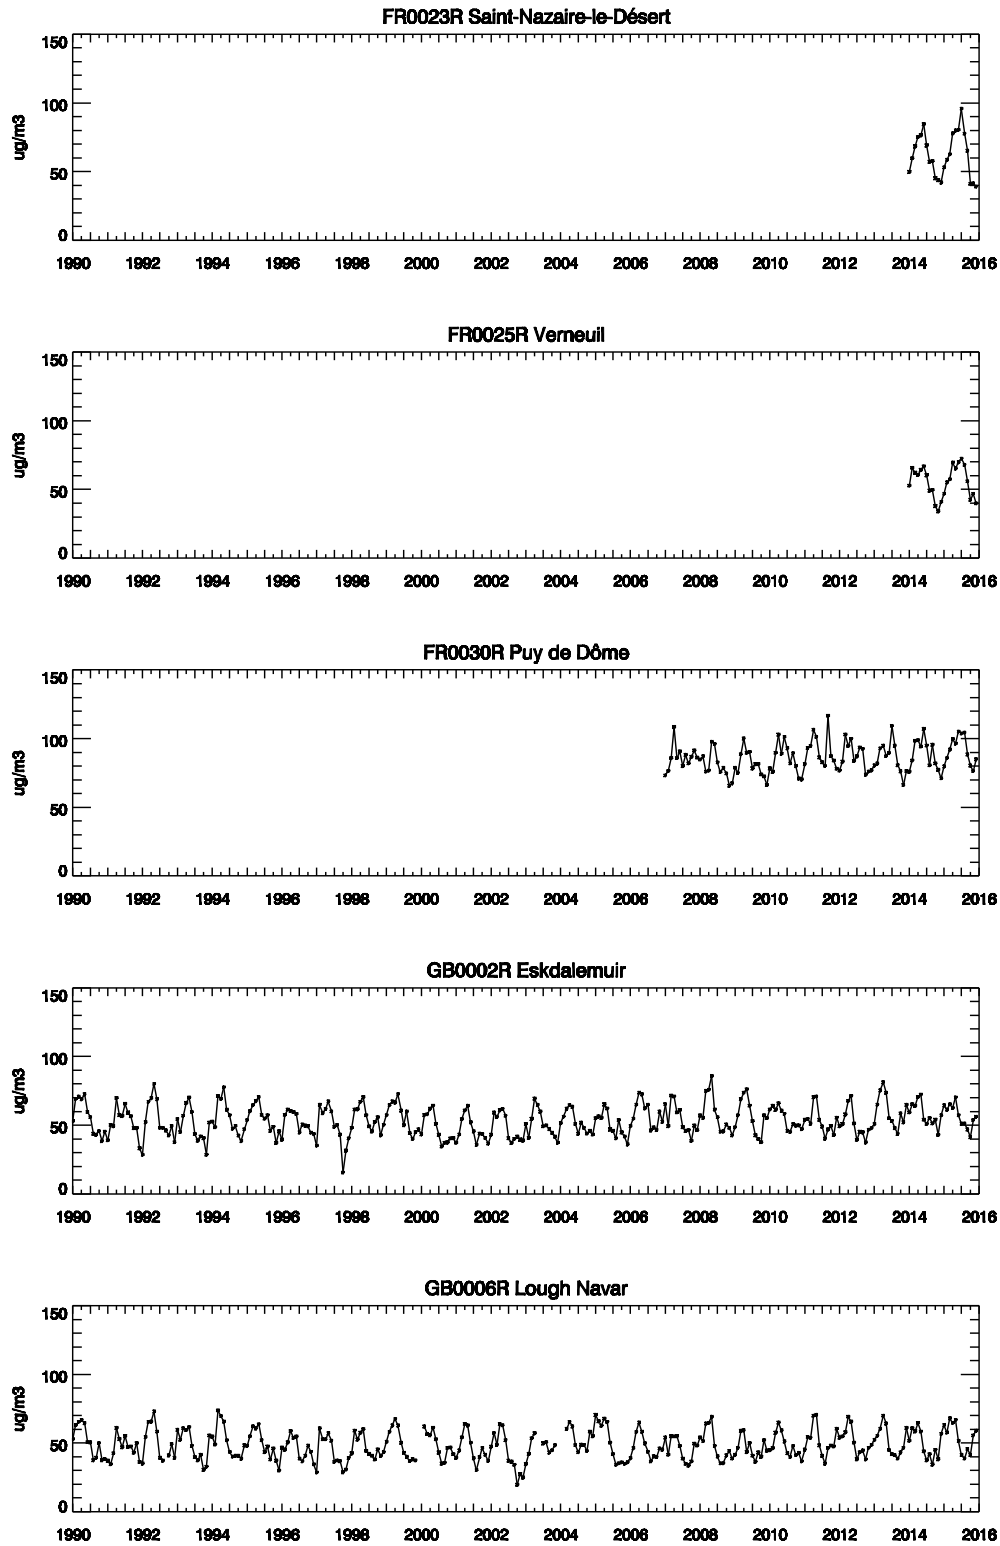 FR0023R Saint-Nazaire-le-Désert
150
100
50
0
ug/m3
1990 1992 1994 1996 1998 2000 2002 2004 2006 2008 2010 2012 2014 2016
FR0025R Verneuil
150
100
50
0
ug/m3
1990 1992 1994 1996 1998 2000 2002 2004 2006 2008 2010 2012 2014 2016
FR0030R Puy de Dôme
150
100
50
0
ug/m3
1990 1992 1994 1996 1998 2000 2002 2004 2006 2008 2010 2012 2014 2016
GB0002R Eskdalemuir
150
100
50
0
ug/m3
1990 1992 1994 1996 1998 2000 2002 2004 2006 2008 2010 2012 2014 2016
GB0006R Lough Navar
150
100
50
0
ug/m3
1990 1992 1994 1996 1998 2000 2002 2004 2006 2008 2010 2012 2014 2016